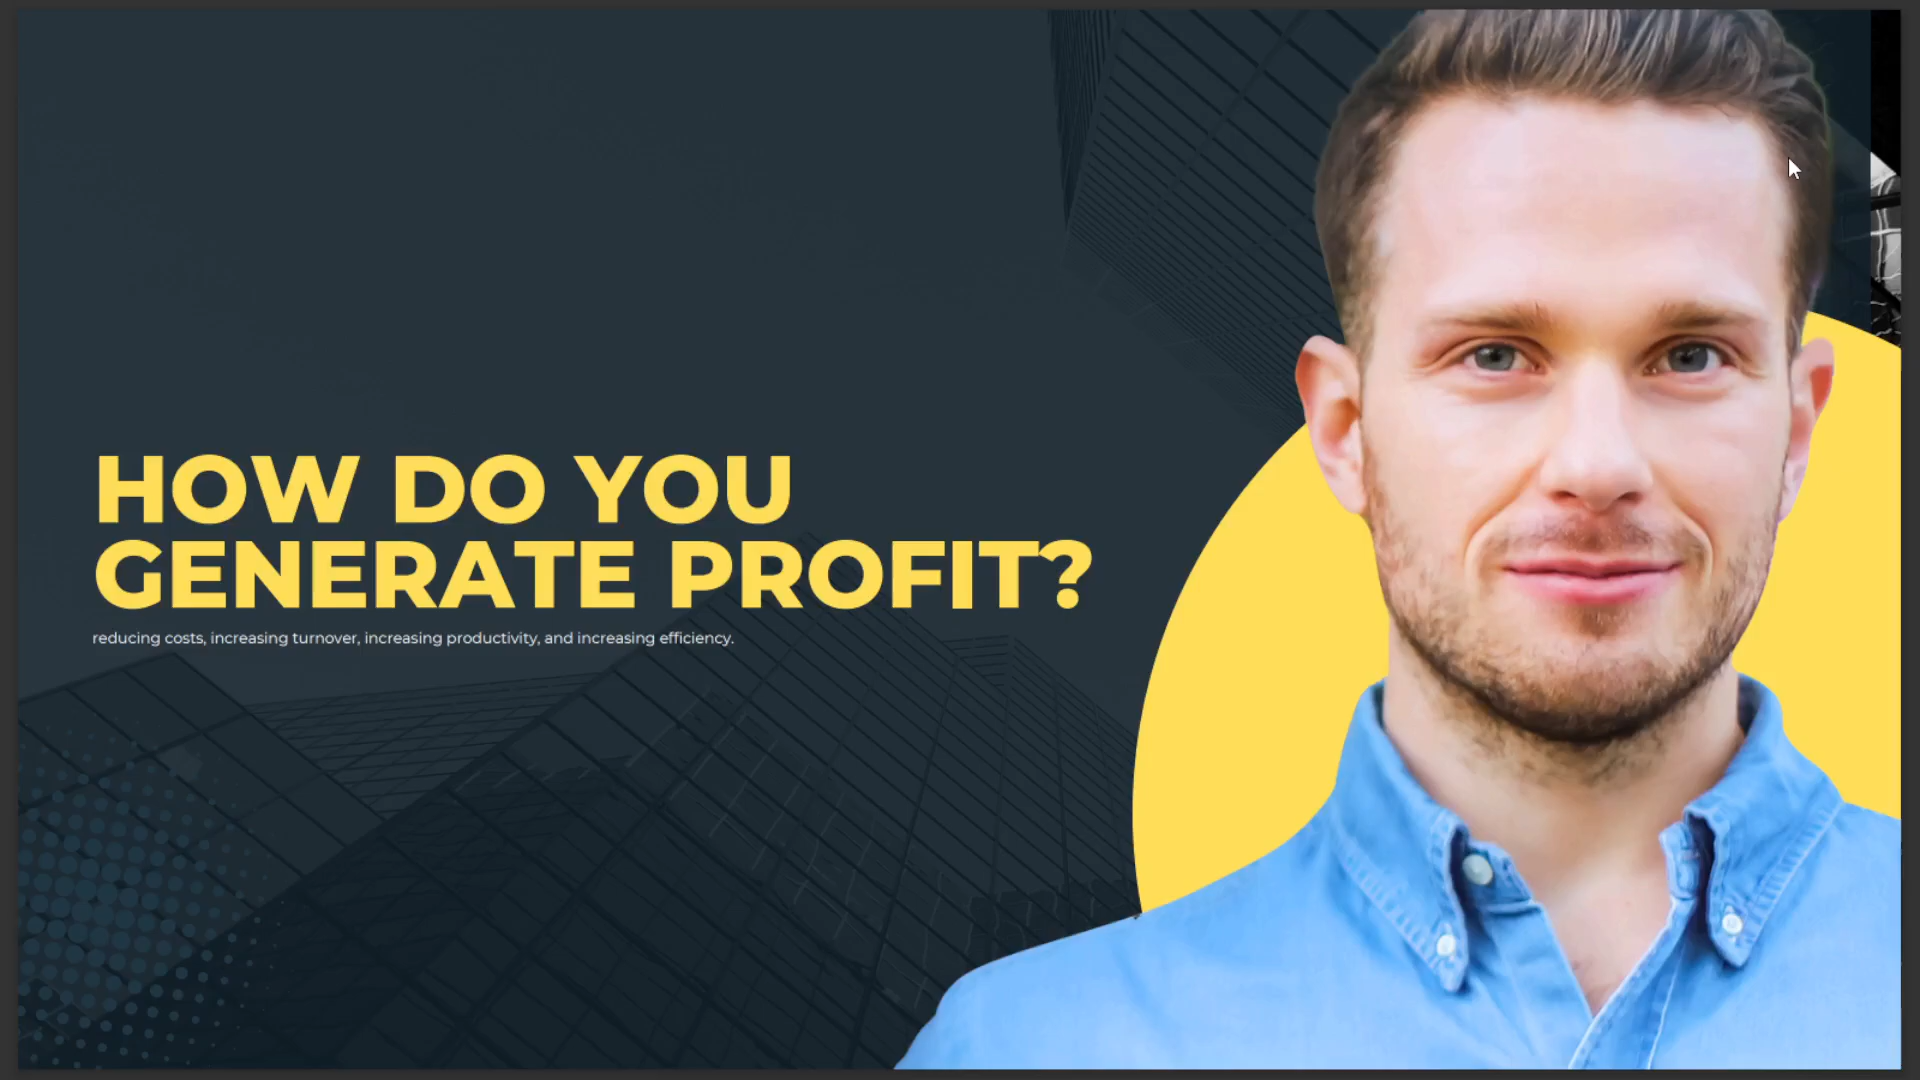 HOW DO YOU
GENERATE PROFIT?
reducing costs, increasing turnover, increasing productivity, and increasing efficiency.